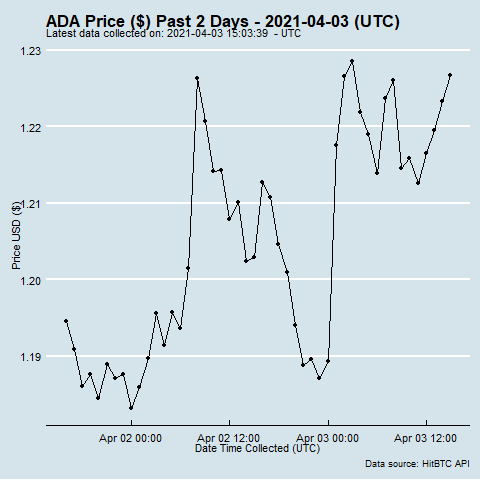 ADA Price ($) Past 2 Days - 2021-04-03 (UTC)
Latest data collected on: 2021-04-03 15:03:39  - UTC
1.23
1.22
1.21
1.20
1.19
Price USD ($)
Apr 02 00:00
Apr 02 12:00
Apr 03 00:00
Apr 03 12:00
Date Time Collected (UTC)
Data source: HitBTC API